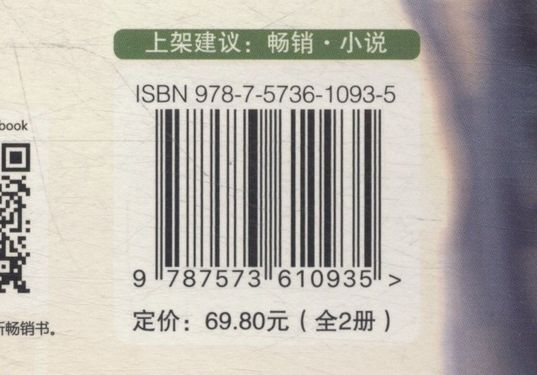 上架建议：畅销·小说
ISBN 978-7-5736-1093-5
book
9 787573 610935 >
定价：69.80元（全2册）
新畅销书。